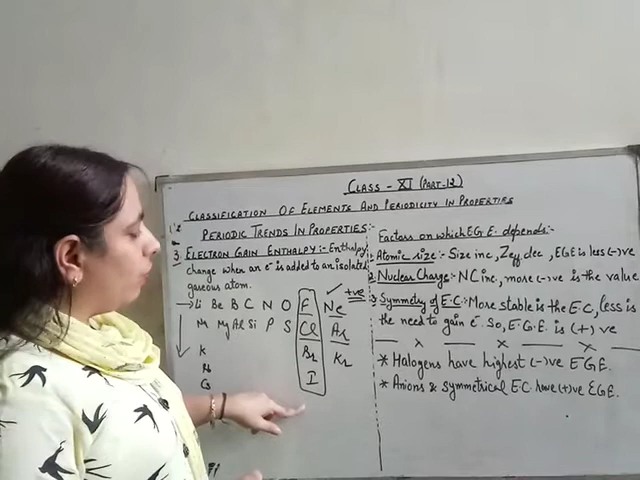 CLASS - XI (PART-12)
CLASSIFICATION OF ELEMENTS AND PERIODICITY IN PROPERTIES
PERIODIC TRENDS IN PROPERTIES:-
3. ELECTRON GAIN ENTHALPY:- Enthalpy
change when an e⁻ is added to an isolated
gaseous atom.
→ Li Be B C N O F Ne +ve
Na Mg Al Si P S Cl Ar
K Br Kr
Rb I
Cs
Factors on which E.G.E. depends:-
1. Atomic size:- Size inc, Zeff dec, EGE is less (-)ve
2. Nuclear Charge:- NC inc., more (-)ve is the value
3. Symmetry of E.C:- More stable is the E.C, less is
the need to gain e⁻. So, E.G.E. is (+)ve
* Halogens have highest (-)ve E.G.E.
* Anions & symmetrical E.C have (+)ve E.G.E.